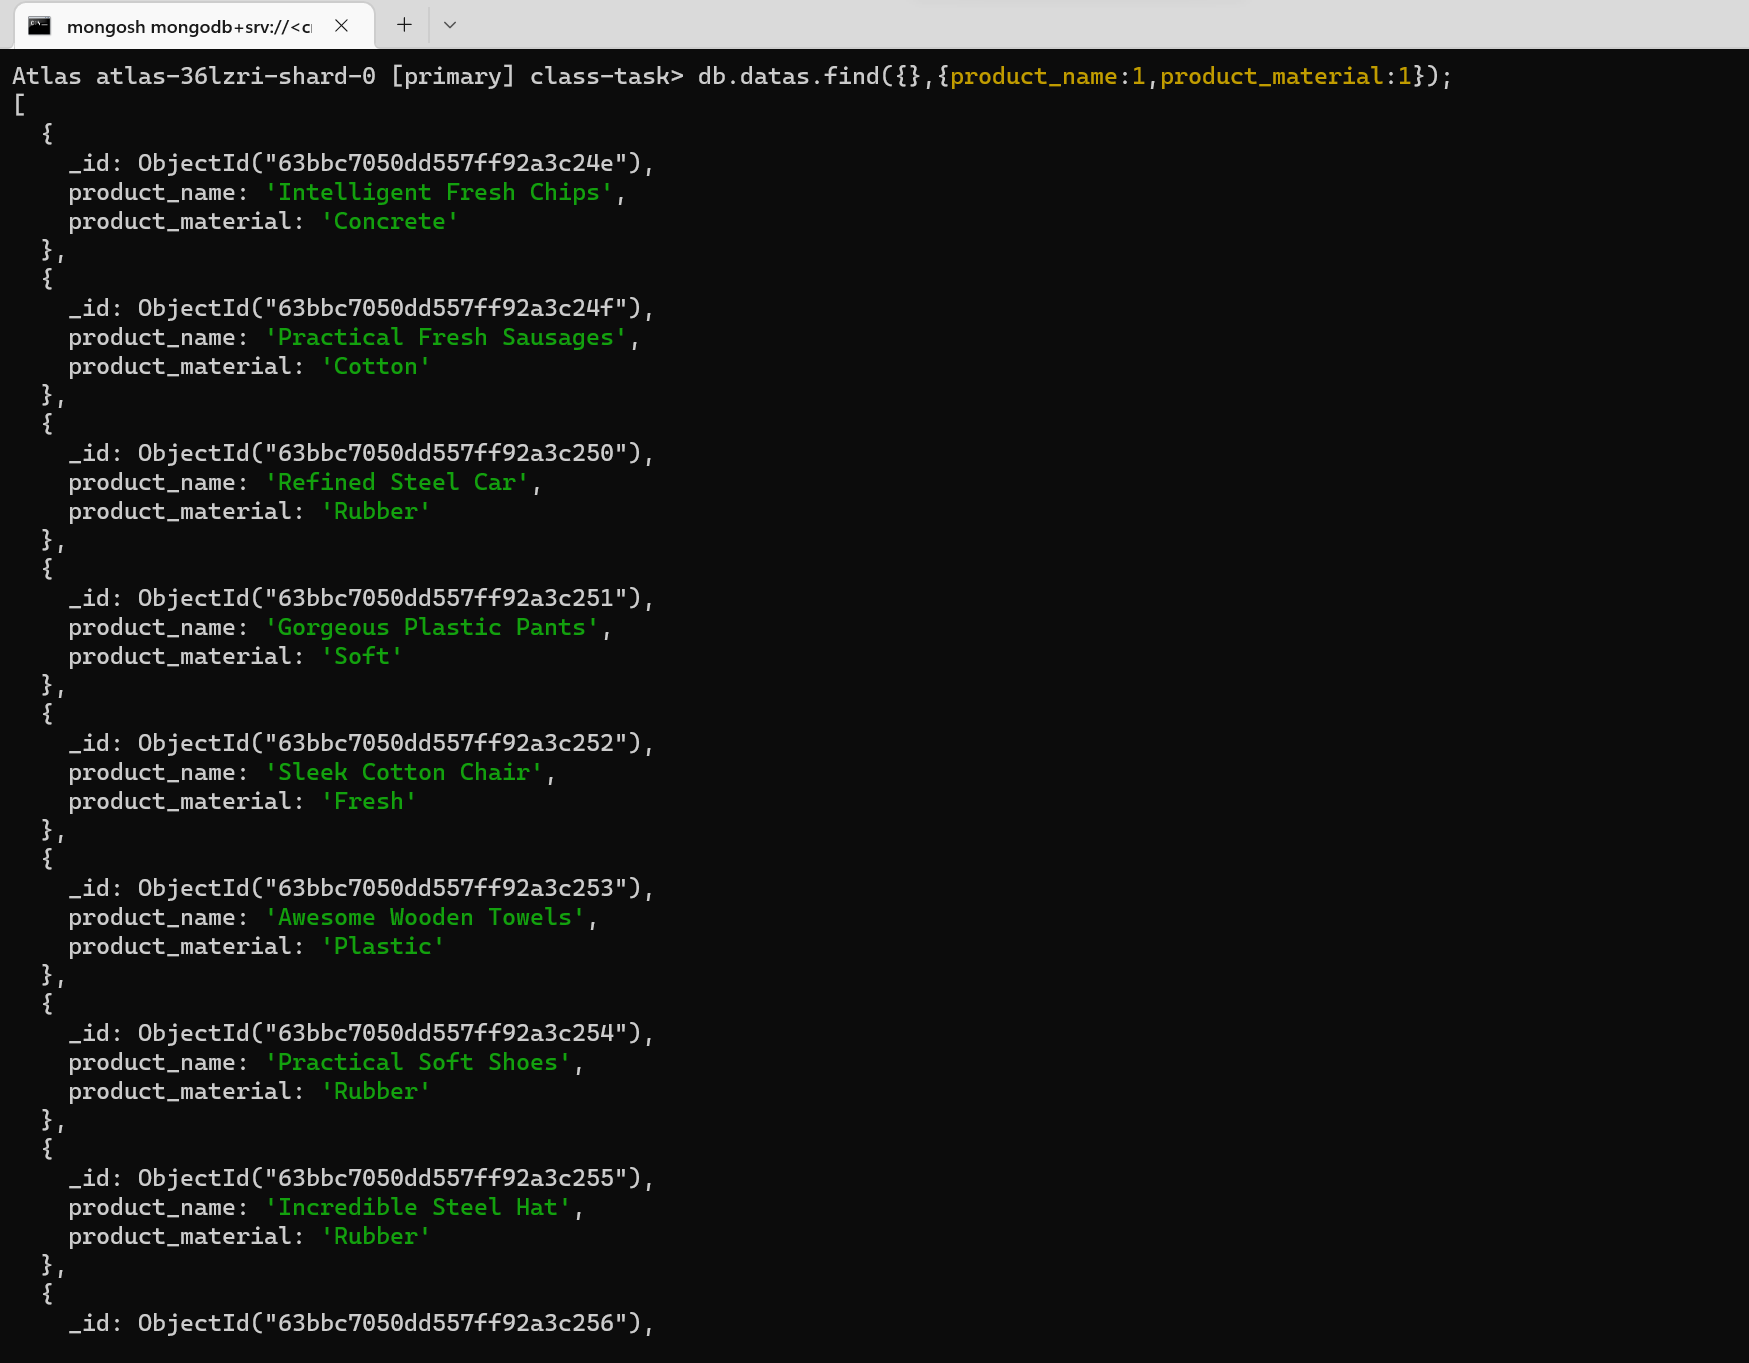 mongosh mongodb+srv://<c
Atlas atlas-36lzri-shard-0 [primary] class-task> db.datas.find({},{product_name:1,product_material:1});
[
  {
    _id: ObjectId("63bbc7050dd557ff92a3c24e"),
    product_name: 'Intelligent Fresh Chips',
    product_material: 'Concrete'
  },
  {
    _id: ObjectId("63bbc7050dd557ff92a3c24f"),
    product_name: 'Practical Fresh Sausages',
    product_material: 'Cotton'
  },
  {
    _id: ObjectId("63bbc7050dd557ff92a3c250"),
    product_name: 'Refined Steel Car',
    product_material: 'Rubber'
  },
  {
    _id: ObjectId("63bbc7050dd557ff92a3c251"),
    product_name: 'Gorgeous Plastic Pants',
    product_material: 'Soft'
  },
  {
    _id: ObjectId("63bbc7050dd557ff92a3c252"),
    product_name: 'Sleek Cotton Chair',
    product_material: 'Fresh'
  },
  {
    _id: ObjectId("63bbc7050dd557ff92a3c253"),
    product_name: 'Awesome Wooden Towels',
    product_material: 'Plastic'
  },
  {
    _id: ObjectId("63bbc7050dd557ff92a3c254"),
    product_name: 'Practical Soft Shoes',
    product_material: 'Rubber'
  },
  {
    _id: ObjectId("63bbc7050dd557ff92a3c255"),
    product_name: 'Incredible Steel Hat',
    product_material: 'Rubber'
  },
  {
    _id: ObjectId("63bbc7050dd557ff92a3c256"),